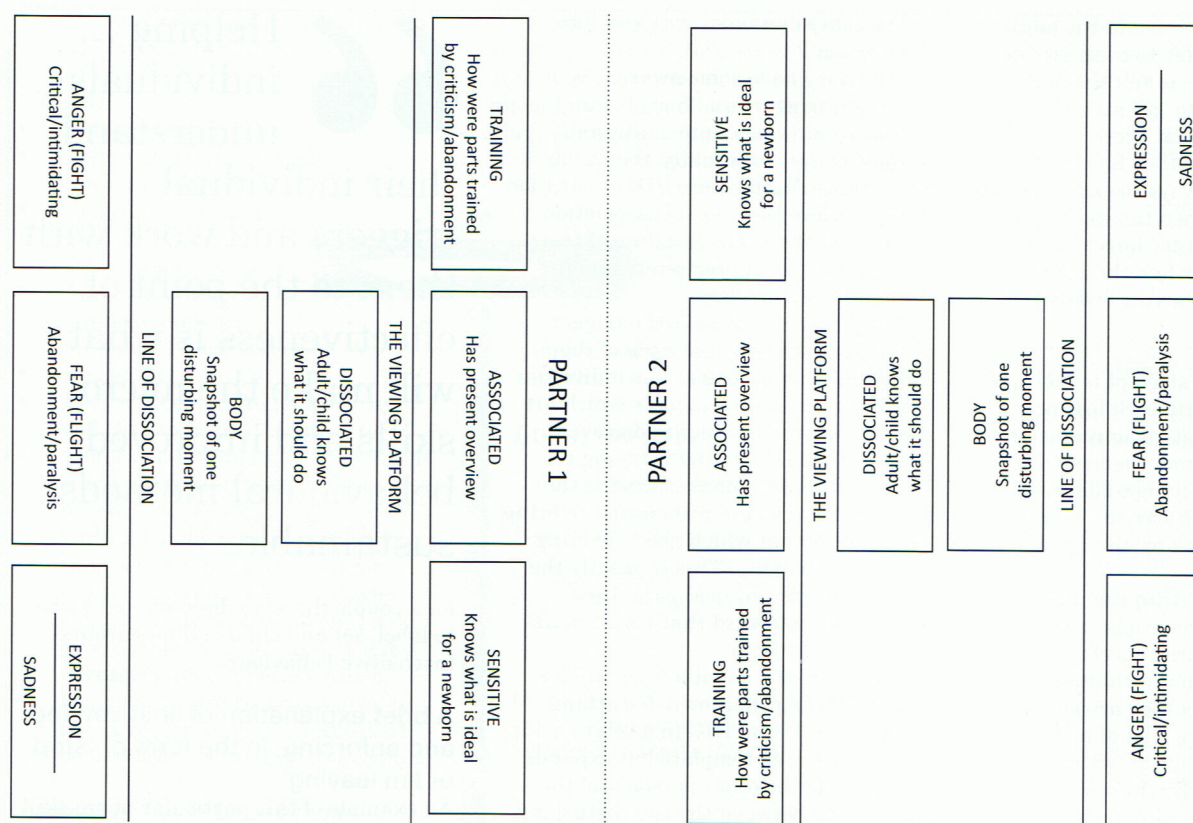 PARTNER 1
TRAINING
How were parts trained
by criticism/abandonment
ASSOCIATED
Has present overview
SENSITIVE
Knows what is ideal
for a newborn
THE VIEWING PLATFORM
DISSOCIATED
Adult/child knows
what it should do
BODY
Snapshot of one
disturbing moment
LINE OF DISSOCIATION
ANGER (FIGHT)
Critical/intimidating
FEAR (FLIGHT)
Abandonment/paralysis
EXPRESSION
SADNESS
PARTNER 2
TRAINING
How were parts trained
by criticism/abandonment
ASSOCIATED
Has present overview
SENSITIVE
Knows what is ideal
for a newborn
THE VIEWING PLATFORM
DISSOCIATED
Adult/child knows
what it should do
BODY
Snapshot of one
disturbing moment
LINE OF DISSOCIATION
ANGER (FIGHT)
Critical/intimidating
FEAR (FLIGHT)
Abandonment/paralysis
EXPRESSION
SADNESS